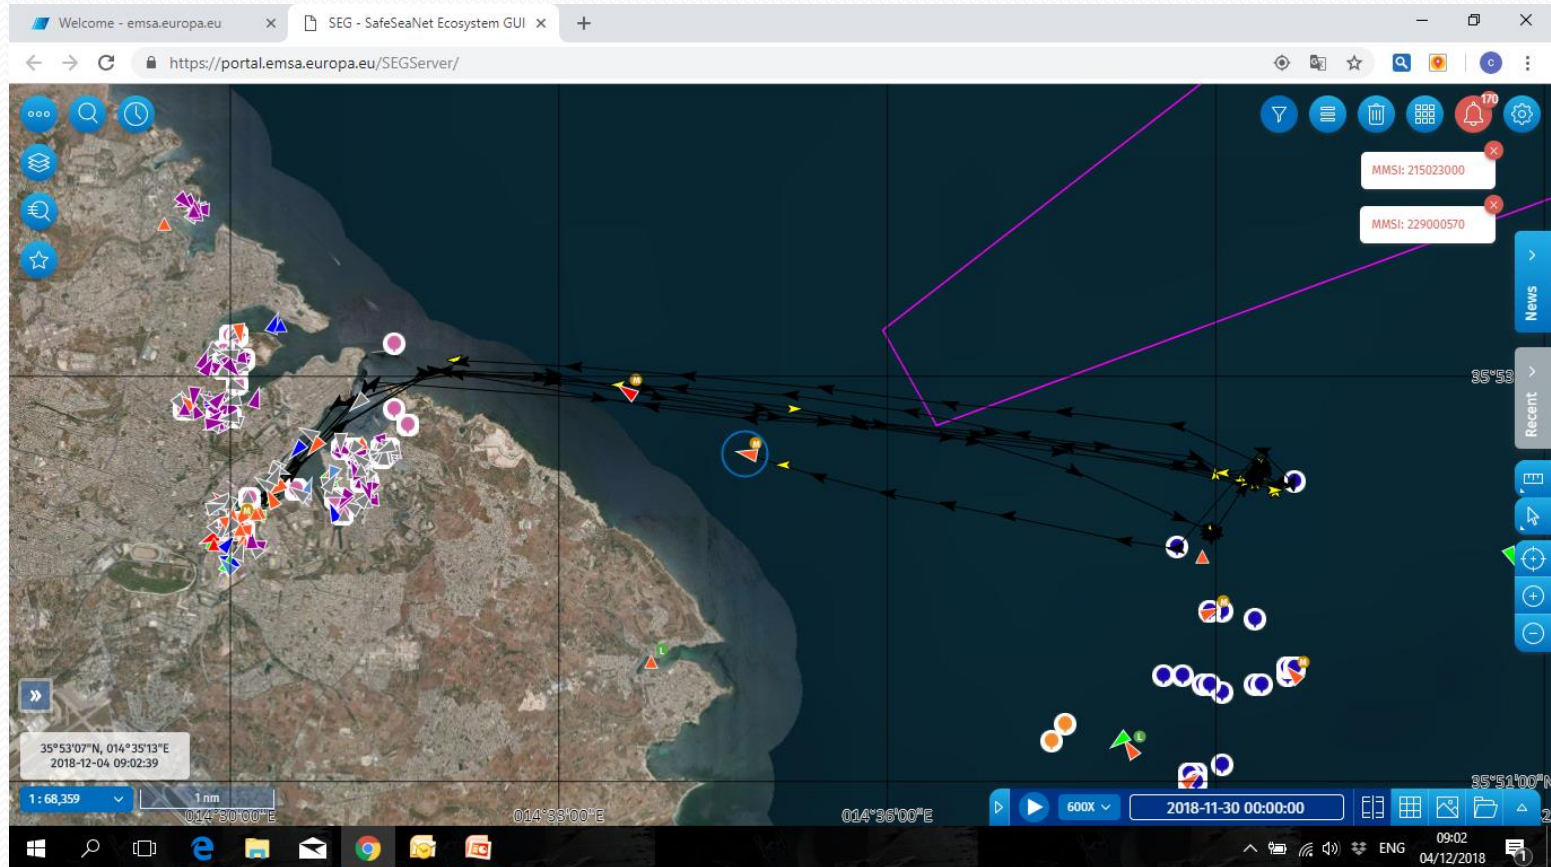 Welcome - emsa.europa.eu
SEG - SafeSeaNet Ecosystem GUI
https://portal.emsa.europa.eu/SEGServer/
C
170
MMSI: 215023000
MMSI: 229000570
News
M
35°53
Recent
M
M
L
M
M
L
35°53'07"N, 014°35'13"E
2018-12-04 09:02:39
35°51'00"N
1 : 68,359
1 nm
014°30'00"E
014°33'00"E
014°36'00"E
600X
2018-11-30 00:00:00
ENG
09:02
04/12/2018
1